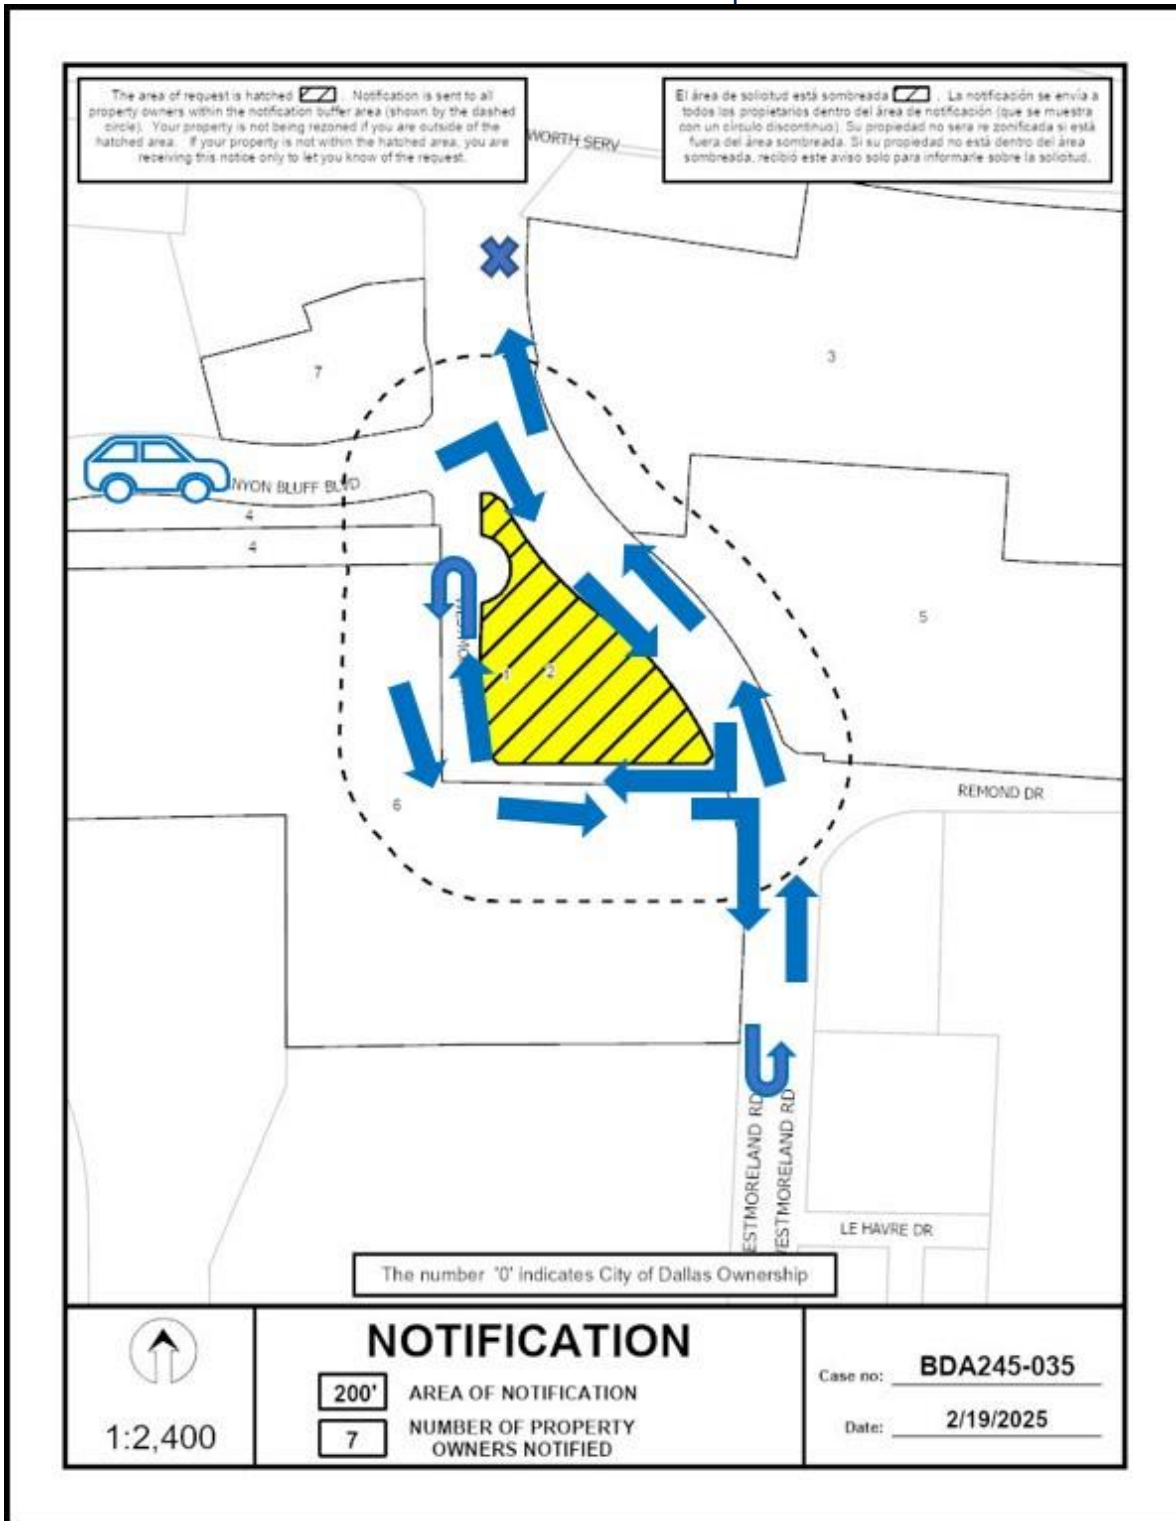 The area of request is hatched . Notification is sent to all
property owners within the notification buffer area (shown by the dashed
circle). Your property is not being rezoned if you are outside of the
hatched area. If your property is not within the hatched area, you are
receiving this notice only to let you know of the request.
El área de solicitud está sombreada . La notificación se envía a
todos los propietarios dentro del área de notificación (que se muestra
con un círculo discontinuo). Su propiedad no sera re zonificada si está
fuera del área sombreada. Si su propiedad no está dentro del área
sombreada, recibió este aviso solo para informarle sobre la solicitud.
WORTH SERV
3
7
NYON BLUFF BLVD
4
4
5
1
2
6
REMOND DR
ESTMORELAND RD
ESTMORELAND RD
LE HAVRE DR
The number '0' indicates City of Dallas Ownership
1:2,400
NOTIFICATION
200' AREA OF NOTIFICATION
7 NUMBER OF PROPERTY
OWNERS NOTIFIED
Case no: BDA245-035
Date: 2/19/2025